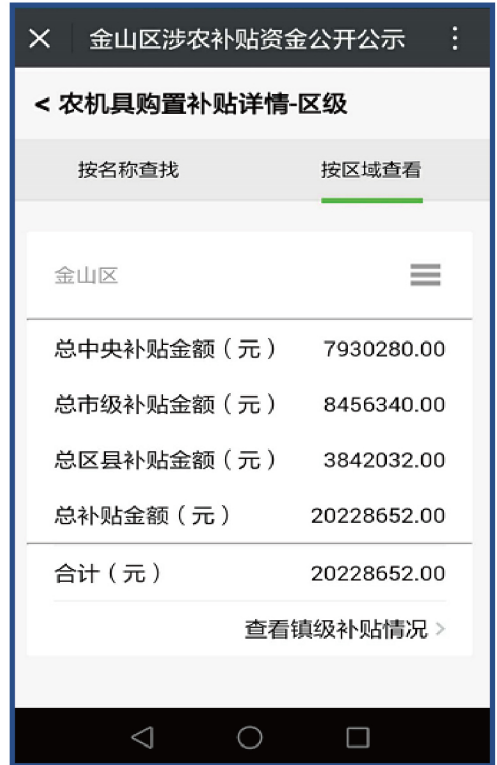 金山区涉农补贴资金公开公示
< 农机具购置补贴详情-区级
按名称查找 按区域查看
金山区
总中央补贴金额（元） 7930280.00
总市级补贴金额（元） 8456340.00
总区县补贴金额（元） 3842032.00
总补贴金额（元） 20228652.00
合计（元） 20228652.00
查看镇级补贴情况 >